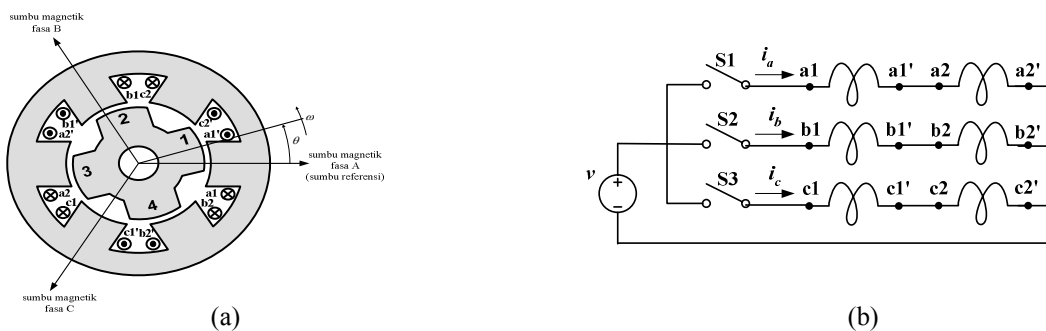 sumbu magnetik
fasa B
b1 c2
b1'
a2'
c2'
a1'
2
1
3
4
ω
θ
sumbu magnetik
fasa A
(sumbu referensi)
a2
c1
a1
b2
c1' b2'
sumbu magnetik
fasa C
(a)
S1 i_a a1 a1' a2 a2'
S2 i_b b1 b1' b2 b2'
v + −
S3 i_c c1 c1' c2 c2'
(b)